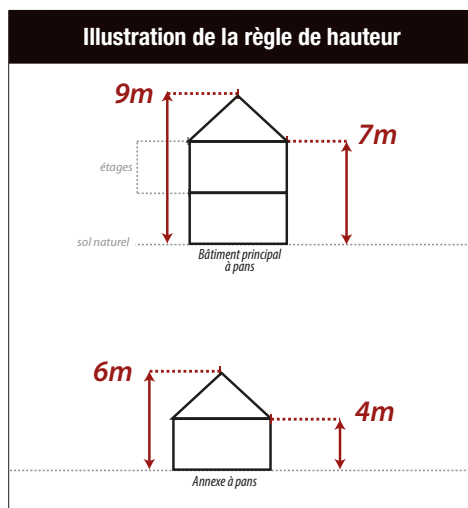 Illustration de la règle de hauteur
9m
7m
étages
sol naturel
Bâtiment principal
à pans
6m
4m
Annexe à pans